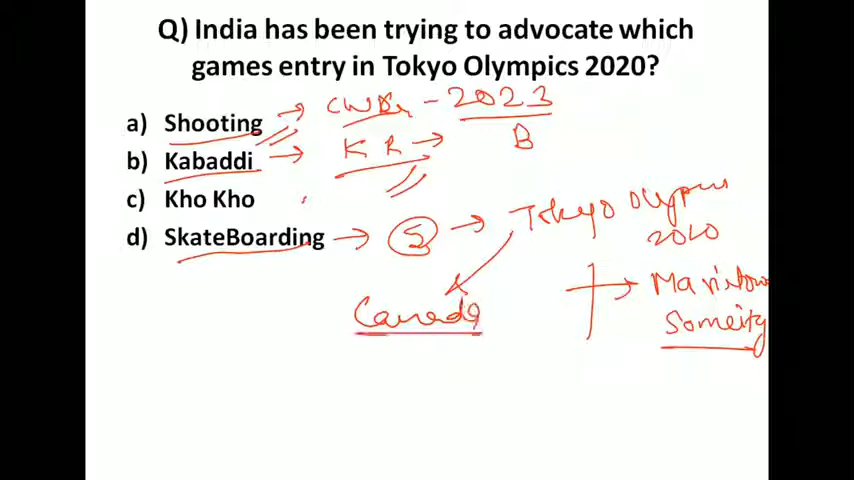 Q) India has been trying to advocate which
games entry in Tokyo Olympics 2020?
a) Shooting → - 2023
b) Kabaddi → K R → B
c) Kho Kho
d) SkateBoarding → → Tokyo
Canada
Someity